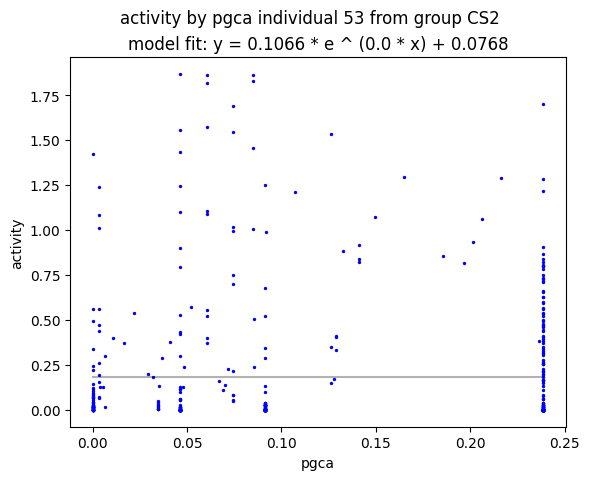 activity by pgca individual 53 from group CS2
model fit: y = 0.1066 * e ^ (0.0 * x) + 0.0768
activity
1.75
1.50
1.25
1.00
0.75
0.50
0.25
0.00
0.00 0.05 0.10 0.15 0.20 0.25
pgca